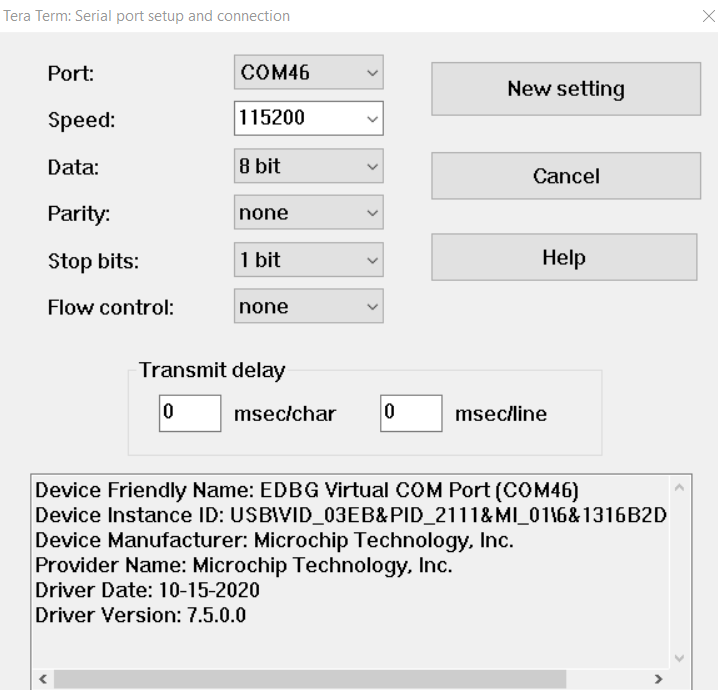 Tera Term: Serial port setup and connection
Port: COM46
New setting
Speed: 115200
Data: 8 bit
Cancel
Parity: none
Stop bits: 1 bit
Help
Flow control: none
Transmit delay
0 msec/char 0 msec/line
Device Friendly Name: EDBG Virtual COM Port (COM46)
Device Instance ID: USB\VID_03EB&PID_2111&MI_01\6&1316B2D
Device Manufacturer: Microchip Technology, Inc.
Provider Name: Microchip Technology, Inc.
Driver Date: 10-15-2020
Driver Version: 7.5.0.0